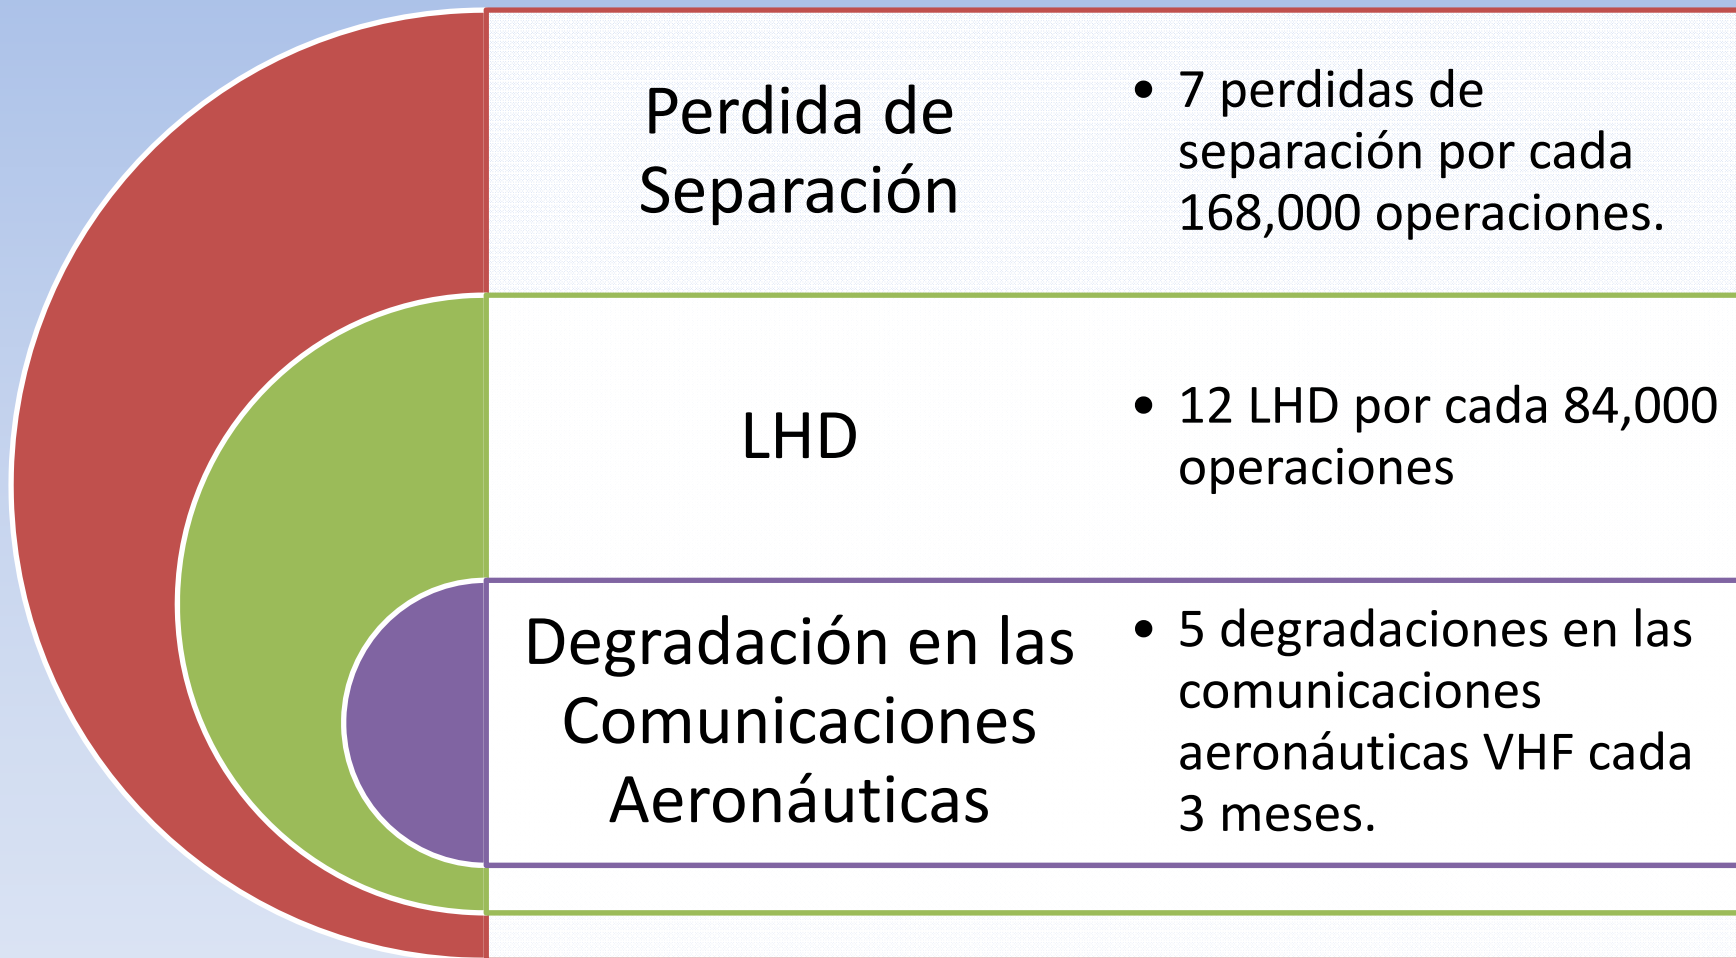 Perdida de
Separación
• 7 perdidas de
separación por cada
168,000 operaciones.
LHD
• 12 LHD por cada 84,000
operaciones
Degradación en las
Comunicaciones
Aeronáuticas
• 5 degradaciones en las
comunicaciones
aeronáuticas VHF cada
3 meses.